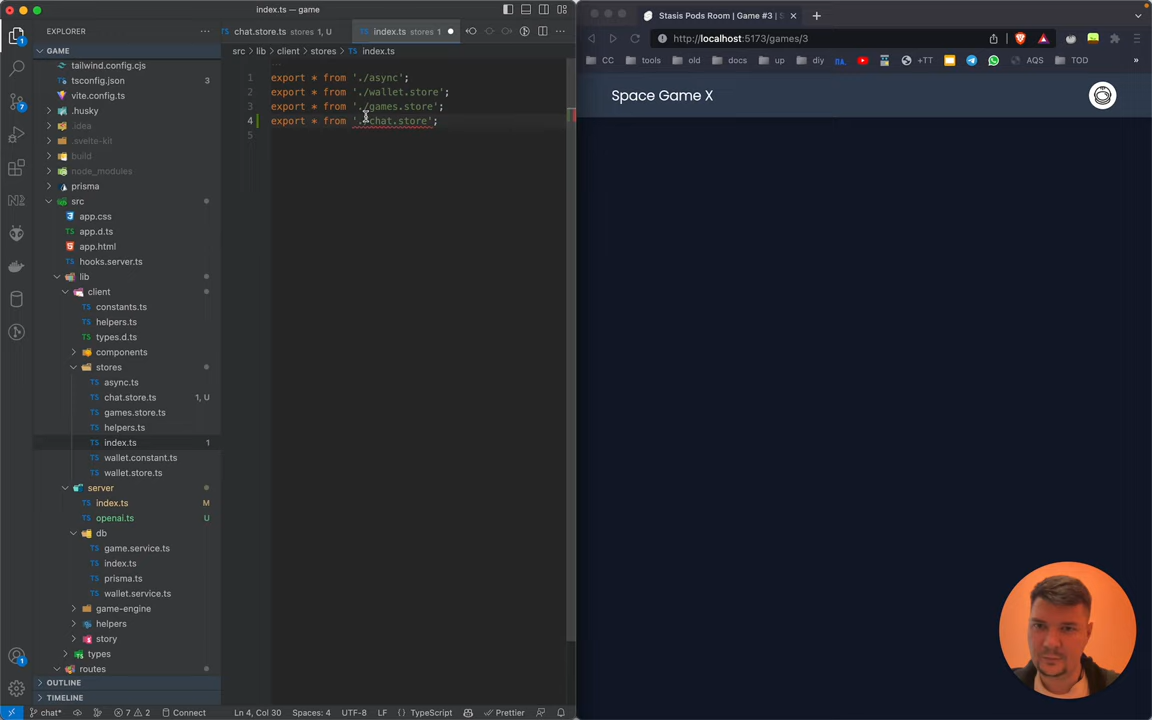 index.ts — game
EXPLORER
GAME
tailwind.config.cjs
tsconfig.json 3
vite.config.ts
.husky
.idea
.svelte-kit
build
node_modules
prisma
src
app.css
app.d.ts
app.html
hooks.server.ts
lib
client
constants.ts
helpers.ts
types.d.ts
components
stores
async.ts
chat.store.ts 1, U
games.store.ts
helpers.ts
index.ts 1
wallet.constant.ts
wallet.store.ts
server
index.ts M
openai.ts U
db
game.service.ts
index.ts
prisma.ts
wallet.service.ts
game-engine
helpers
story
types
routes
OUTLINE
TIMELINE
chat.store.ts stores 1, U
index.ts stores 1
src > lib > client > stores > TS index.ts
1 export * from './async';
2 export * from './wallet.store';
3 export * from './games.store';
4 export * from './chat.store';
5
chat* 7 2 Connect Ln 4, Col 30 Spaces: 4 UTF-8 LF {} TypeScript Prettier
Stasis Pods Room | Game #3 |
http://localhost:5173/games/3
CC tools old docs up diy +TT AQS TOD »
Space Game X